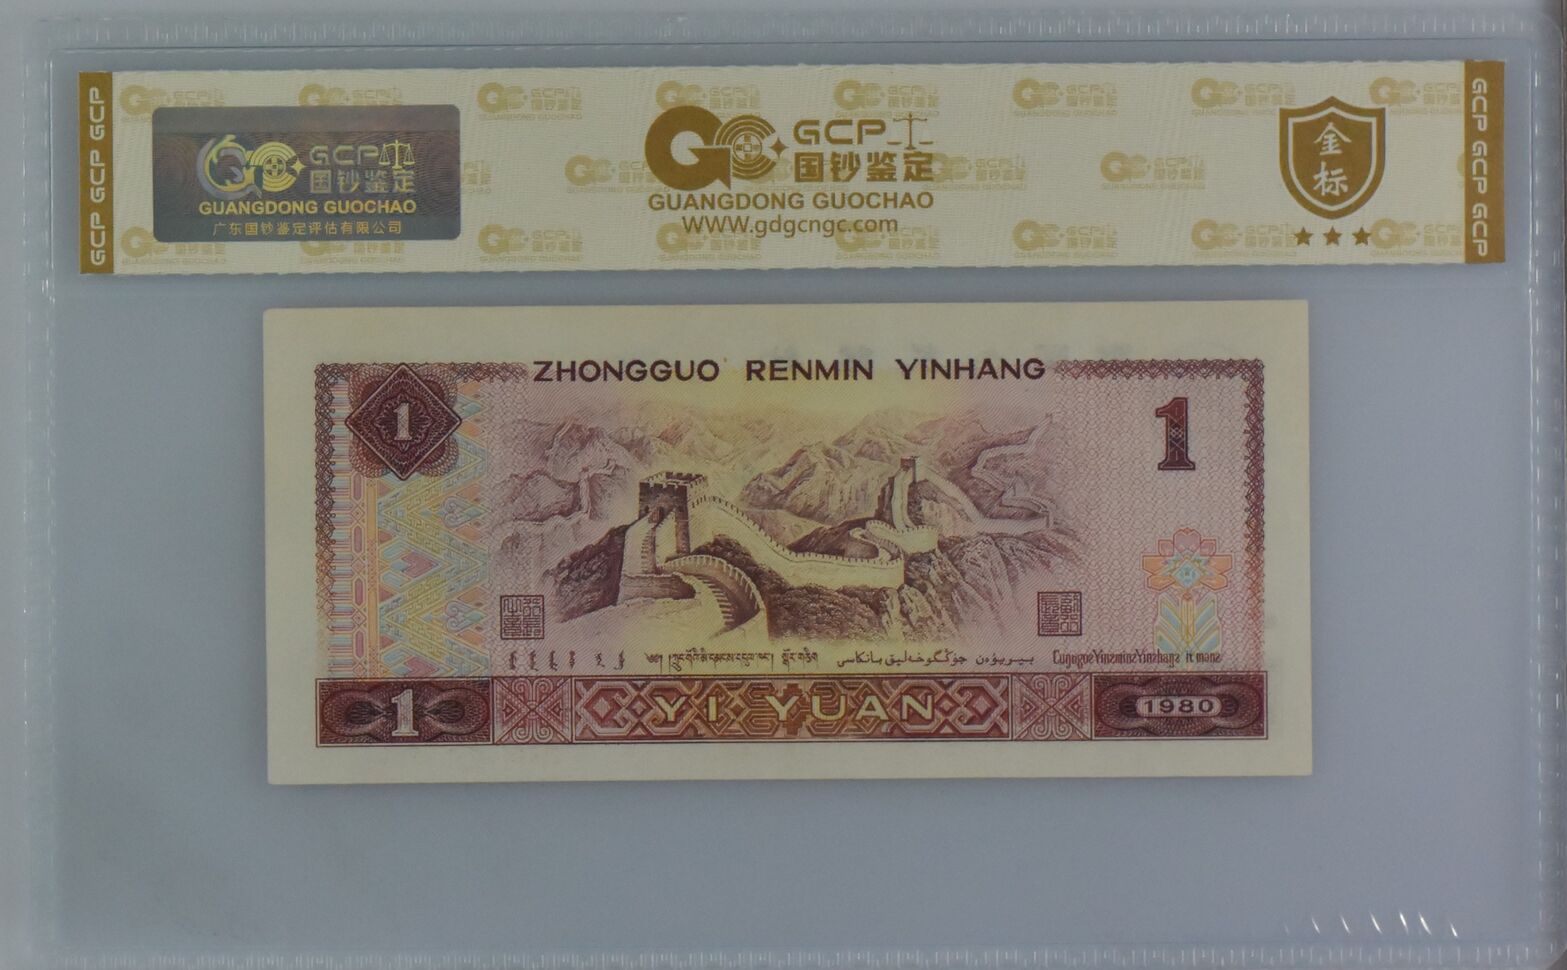 GCP GCP GCP
GCP
国钞鉴定
GUANGDONG GUOCHAO
广东国钞鉴定评估有限公司
GCP
国钞鉴定
GUANGDONG GUOCHAO
WWW.gdgcngc.com
金
标
GCP GCP GCP
ZHONGGUO RENMIN YINHANG
1
1
1
YI YUAN
1980